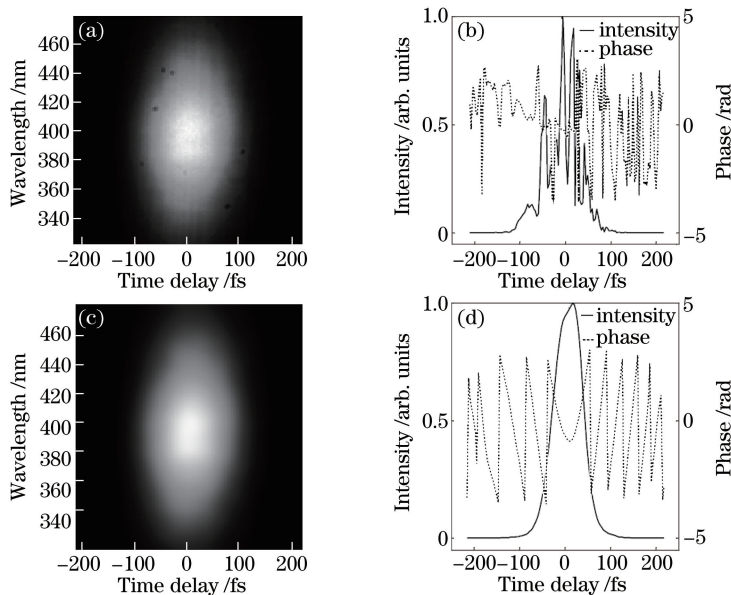 (a)
460
440
420
400
380
360
340
Wavelength /nm
−200 −100 0 100 200
Time delay /fs
(b)
intensity
phase
1.0
0.5
0
Intensity /arb. units
5
0
−5
Phase /rad
−200 −100 0 100 200
Time delay /fs
(c)
460
440
420
400
380
360
340
Wavelength /nm
−200 −100 0 100 200
Time delay /fs
(d)
intensity
phase
1.0
0.5
0
Intensity /arb. units
5
0
−5
Phase /rad
−200 −100 0 100 200
Time delay /fs